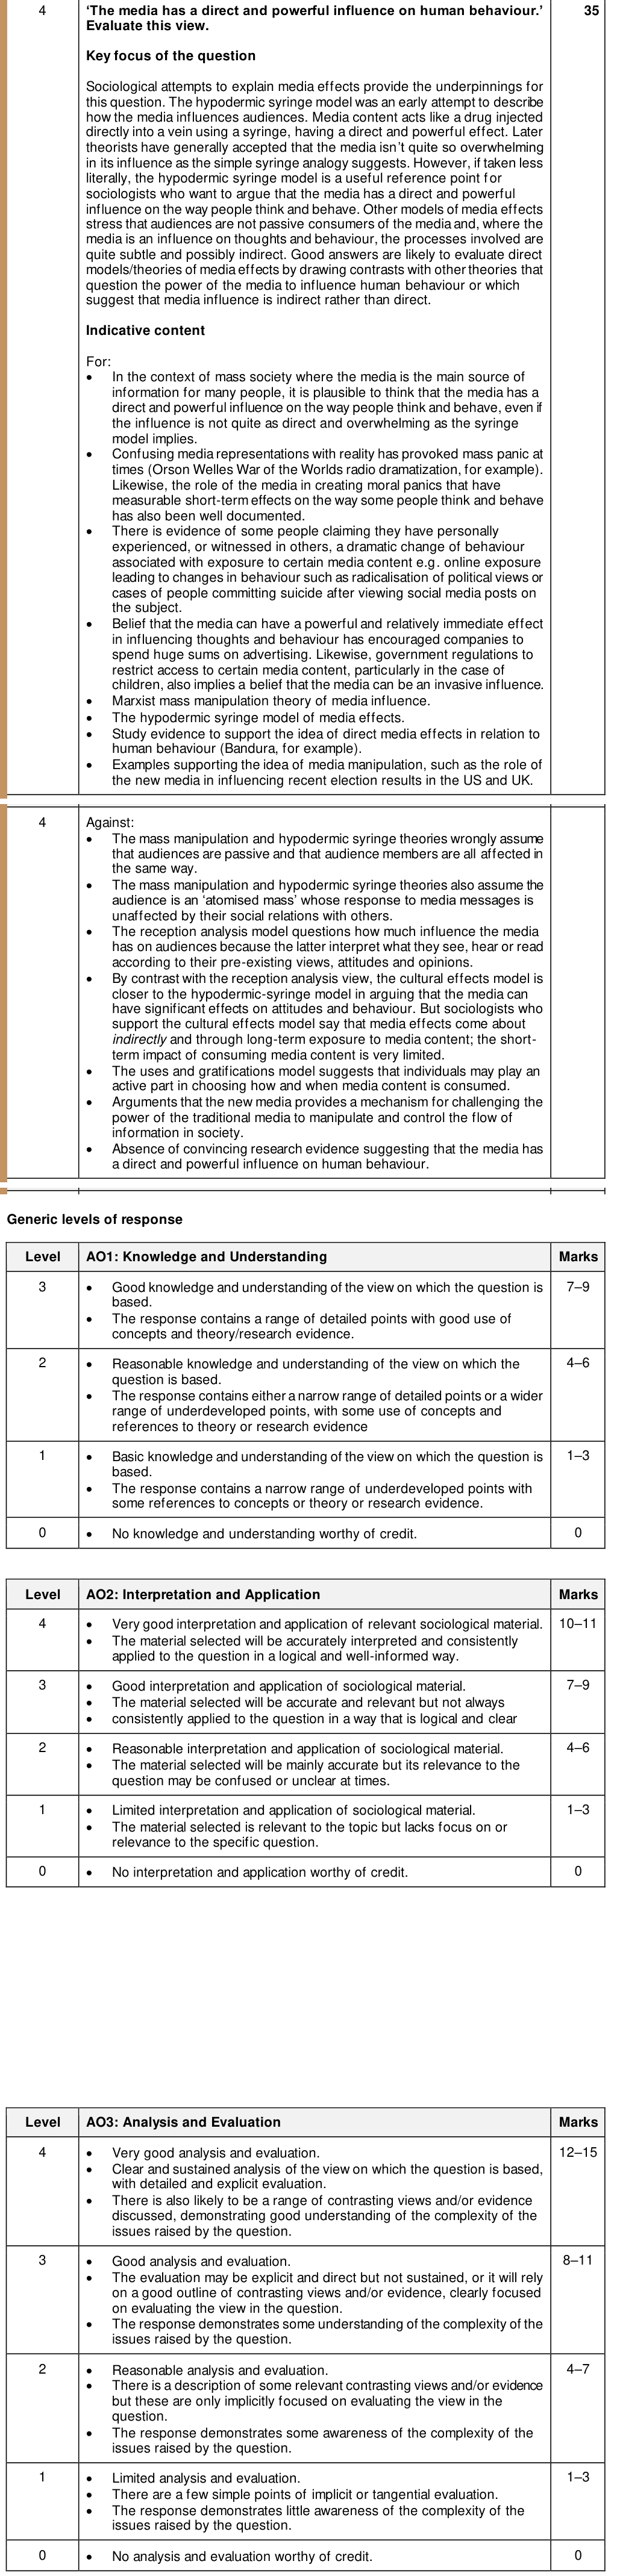 4 ‘The media has a direct and powerful influence on human behaviour.’ 35
Evaluate this view.
Key focus of the question
Sociological attempts to explain media effects provide the underpinnings for
this question. The hypodermic syringe model was an early attempt to describe
how the media influences audiences. Media content acts like a drug injected
directly into a vein using a syringe, having a direct and powerful effect. Later
theorists have generally accepted that the media isn’t quite so overwhelming
in its influence as the simple syringe analogy suggests. However, if taken less
literally, the hypodermic syringe model is a useful reference point for
sociologists who want to argue that the media has a direct and powerful
influence on the way people think and behave. Other models of media effects
stress that audiences are not passive consumers of the media and, where the
media is an influence on thoughts and behaviour, the processes involved are
quite subtle and possibly indirect. Good answers are likely to evaluate direct
models/theories of media effects by drawing contrasts with other theories that
question the power of the media to influence human behaviour or which
suggest that media influence is indirect rather than direct.
Indicative content
For:
• In the context of mass society where the media is the main source of
information for many people, it is plausible to think that the media has a
direct and powerful influence on the way people think and behave, even if
the influence is not quite as direct and overwhelming as the syringe
model implies.
• Confusing media representations with reality has provoked mass panic at
times (Orson Welles War of the Worlds radio dramatization, for example).
Likewise, the role of the media in creating moral panics that have
measurable short-term effects on the way some people think and behave
has also been well documented.
• There is evidence of some people claiming they have personally
experienced, or witnessed in others, a dramatic change of behaviour
associated with exposure to certain media content e.g. online exposure
leading to changes in behaviour such as radicalisation of political views or
cases of people committing suicide after viewing social media posts on
the subject.
• Belief that the media can have a powerful and relatively immediate effect
in influencing thoughts and behaviour has encouraged companies to
spend huge sums on advertising. Likewise, government regulations to
restrict access to certain media content, particularly in the case of
children, also implies a belief that the media can be an invasive influence.
• Marxist mass manipulation theory of media influence.
• The hypodermic syringe model of media effects.
• Study evidence to support the idea of direct media effects in relation to
human behaviour (Bandura, for example).
• Examples supporting the idea of media manipulation, such as the role of
the new media in influencing recent election results in the US and UK.
4 Against:
• The mass manipulation and hypodermic syringe theories wrongly assume
that audiences are passive and that audience members are all affected in
the same way.
• The mass manipulation and hypodermic syringe theories also assume the
audience is an ‘atomised mass’ whose response to media messages is
unaffected by their social relations with others.
• The reception analysis model questions how much influence the media
has on audiences because the latter interpret what they see, hear or read
according to their pre-existing views, attitudes and opinions.
• By contrast with the reception analysis view, the cultural effects model is
closer to the hypodermic-syringe model in arguing that the media can
have significant effects on attitudes and behaviour. But sociologists who
support the cultural effects model say that media effects come about
indirectly and through long-term exposure to media content; the short-
term impact of consuming media content is very limited.
• The uses and gratifications model suggests that individuals may play an
active part in choosing how and when media content is consumed.
• Arguments that the new media provides a mechanism for challenging the
power of the traditional media to manipulate and control the flow of
information in society.
• Absence of convincing research evidence suggesting that the media has
a direct and powerful influence on human behaviour.
Generic levels of response
Level AO1: Knowledge and Understanding Marks
3 • Good knowledge and understanding of the view on which the question is 7–9
based.
• The response contains a range of detailed points with good use of
concepts and theory/research evidence.
2 • Reasonable knowledge and understanding of the view on which the 4–6
question is based.
• The response contains either a narrow range of detailed points or a wider
range of underdeveloped points, with some use of concepts and
references to theory or research evidence
1 • Basic knowledge and understanding of the view on which the question is 1–3
based.
• The response contains a narrow range of underdeveloped points with
some references to concepts or theory or research evidence.
0 • No knowledge and understanding worthy of credit. 0
Level AO2: Interpretation and Application Marks
4 • Very good interpretation and application of relevant sociological material. 10–11
• The material selected will be accurately interpreted and consistently
applied to the question in a logical and well-informed way.
3 • Good interpretation and application of sociological material. 7–9
• The material selected will be accurate and relevant but not always
• consistently applied to the question in a way that is logical and clear
2 • Reasonable interpretation and application of sociological material. 4–6
• The material selected will be mainly accurate but its relevance to the
question may be confused or unclear at times.
1 • Limited interpretation and application of sociological material. 1–3
• The material selected is relevant to the topic but lacks focus on or
relevance to the specific question.
0 • No interpretation and application worthy of credit. 0
Level AO3: Analysis and Evaluation Marks
4 • Very good analysis and evaluation. 12–15
• Clear and sustained analysis of the view on which the question is based,
with detailed and explicit evaluation.
• There is also likely to be a range of contrasting views and/or evidence
discussed, demonstrating good understanding of the complexity of the
issues raised by the question.
3 • Good analysis and evaluation. 8–11
• The evaluation may be explicit and direct but not sustained, or it will rely
on a good outline of contrasting views and/or evidence, clearly focused
on evaluating the view in the question.
• The response demonstrates some understanding of the complexity of the
issues raised by the question.
2 • Reasonable analysis and evaluation. 4–7
• There is a description of some relevant contrasting views and/or evidence
but these are only implicitly focused on evaluating the view in the
question.
• The response demonstrates some awareness of the complexity of the
issues raised by the question.
1 • Limited analysis and evaluation. 1–3
• There are a few simple points of implicit or tangential evaluation.
• The response demonstrates little awareness of the complexity of the
issues raised by the question.
0 • No analysis and evaluation worthy of credit. 0